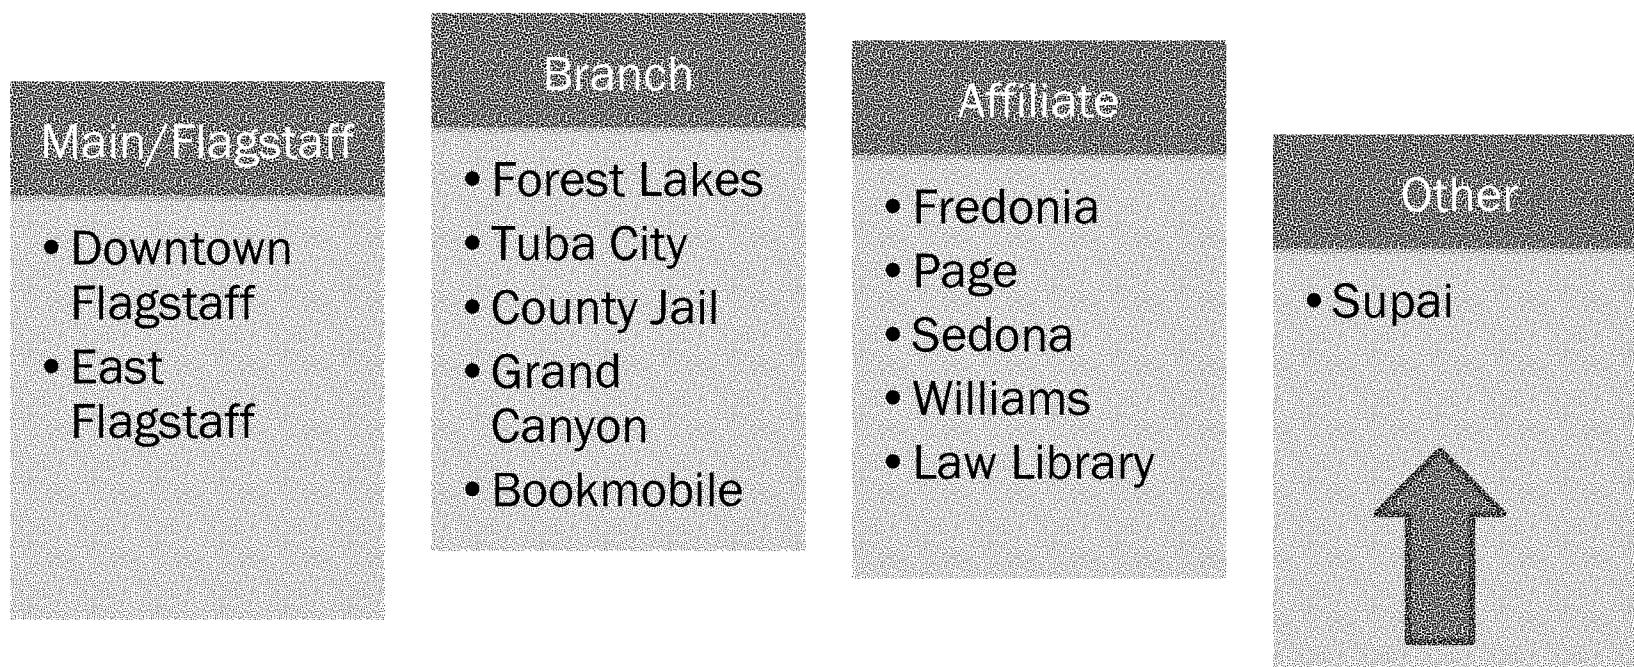 Main/Flagstaff
• Downtown
Flagstaff
• East
Flagstaff
Branch
• Forest Lakes
• Tuba City
• County Jail
• Grand
Canyon
• Bookmobile
Affiliate
• Fredonia
• Page
• Sedona
• Williams
• Law Library
Other
• Supai